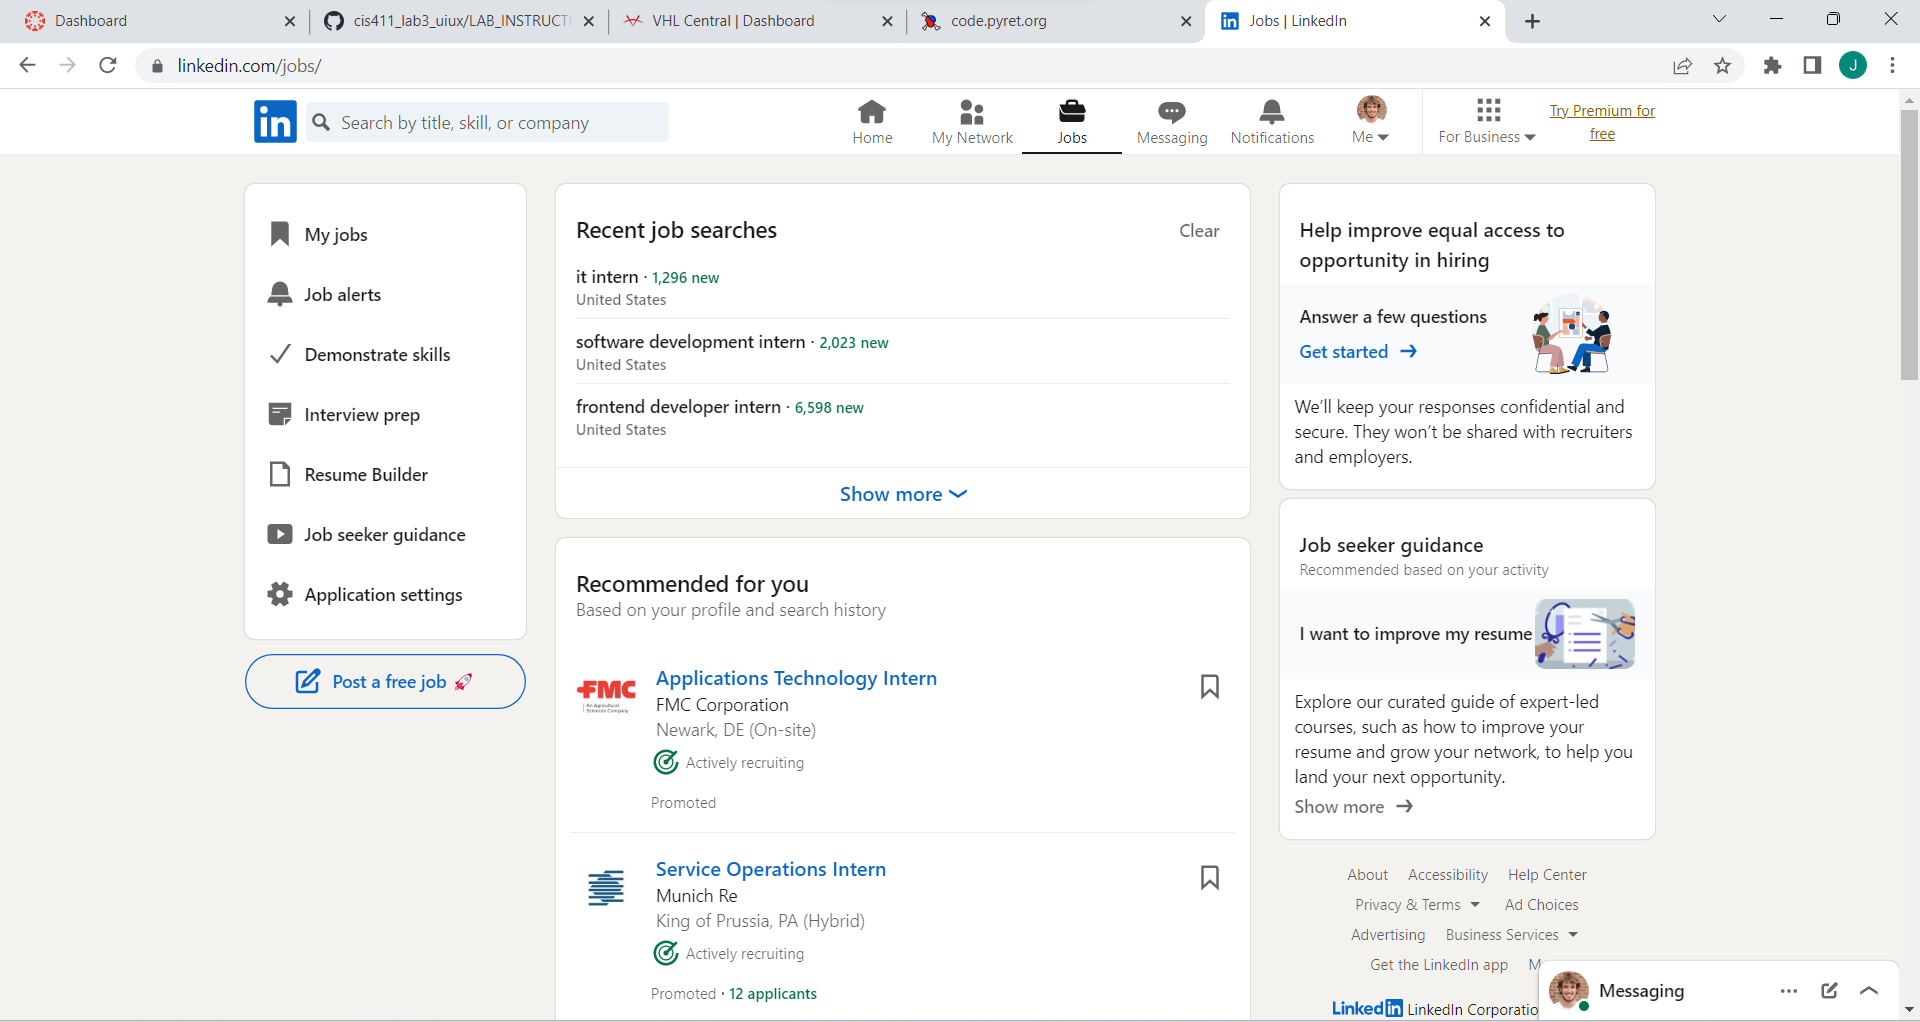 Dashboard
cis411_lab3_uiux/LAB_INSTRUCTI
VHL Central | Dashboard
code.pyret.org
Jobs | LinkedIn
linkedin.com/jobs/
J
in
Search by title, skill, or company
Home
My Network
Jobs
Messaging
Notifications
Me
For Business
Try Premium for
free
My jobs
Job alerts
Demonstrate skills
Interview prep
Resume Builder
Job seeker guidance
Application settings
Post a free job
Recent job searches
Clear
it intern · 1,296 new
United States
software development intern · 2,023 new
United States
frontend developer intern · 6,598 new
United States
Show more
Recommended for you
Based on your profile and search history
FMC
An Agricultural
Sciences Company
Applications Technology Intern
FMC Corporation
Newark, DE (On-site)
Actively recruiting
Promoted
Service Operations Intern
Munich Re
King of Prussia, PA (Hybrid)
Actively recruiting
Promoted · 12 applicants
Help improve equal access to
opportunity in hiring
Answer a few questions
Get started
We'll keep your responses confidential and
secure. They won't be shared with recruiters
and employers.
Job seeker guidance
Recommended based on your activity
I want to improve my resume
Explore our curated guide of expert-led
courses, such as how to improve your
resume and grow your network, to help you
land your next opportunity.
Show more
About Accessibility Help Center
Privacy & Terms Ad Choices
Advertising Business Services
Get the LinkedIn app M
LinkedIn LinkedIn Corporatio
Messaging